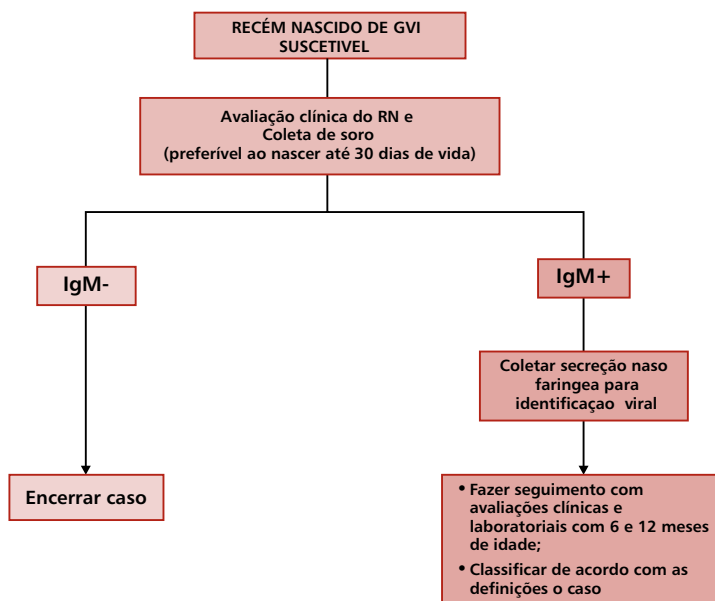 RECÉM NASCIDO DE GVI
SUSCETIVEL
Avaliação clínica do RN e
Coleta de soro
(preferível ao nascer até 30 dias de vida)
IgM-
IgM+
Coletar secreção naso
faringea para
identificaçao viral
Encerrar caso
• Fazer seguimento com
avaliações clínicas e
laboratoriais com 6 e 12 meses
de idade;
• Classificar de acordo com as
definições o caso